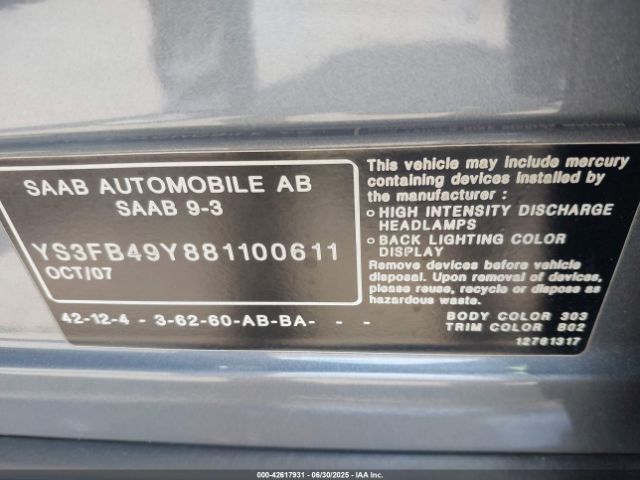 SAAB AUTOMOBILE AB
SAAB 9-3
YS3FB49Y881100611
OCT/07
42-12-4 - 3-62-60-AB-BA- - -
This vehicle may include mercury
containing devices installed by
the manufacturer :
o HIGH INTENSITY DISCHARGE
HEADLAMPS
o BACK LIGHTING COLOR
DISPLAY
Remove devices before vehicle
disposal. Upon removal of devices,
please reuse, recycle or dispose as
hazardous waste.
BODY COLOR 303
TRIM COLOR B02
12761317
000-42617931 - 06/30/2025 - IAA, Inc.